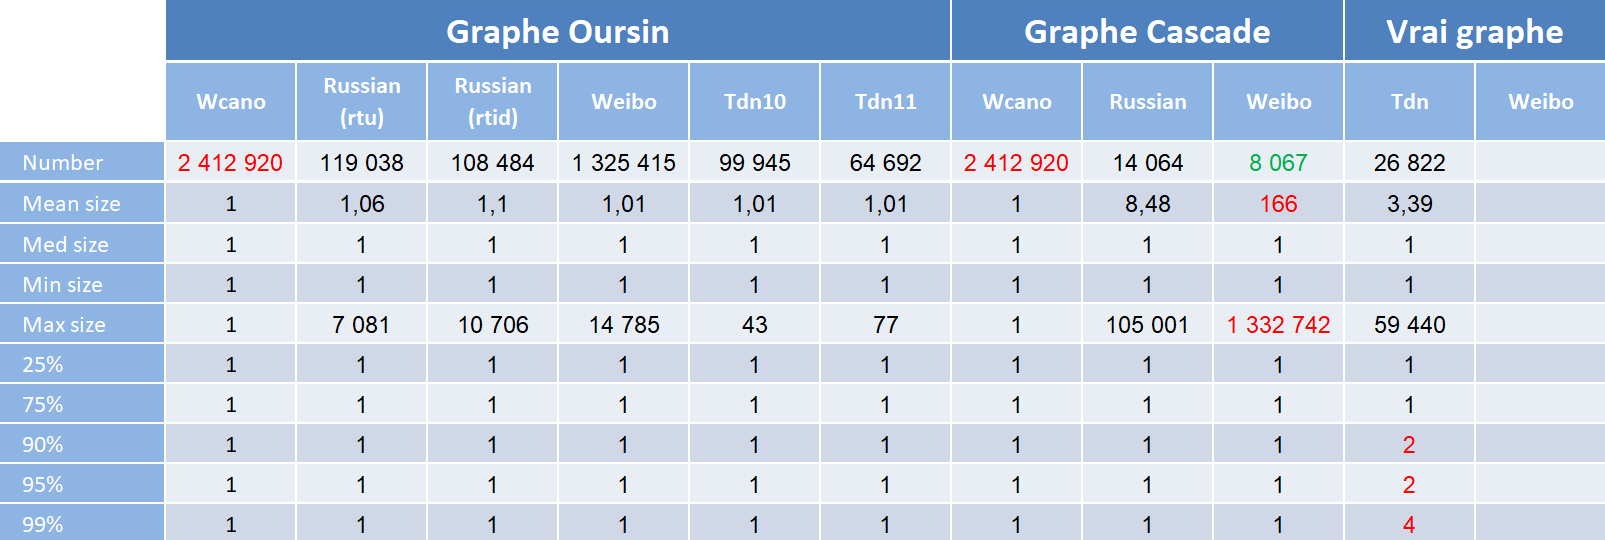 Graphe Oursin Graphe Cascade Vrai graphe
Wcano Russian (rtu) Russian (rtid) Weibo Tdn10 Tdn11 Wcano Russian Weibo Tdn Weibo
Number 2 412 920 119 038 108 484 1 325 415 99 945 64 692 2 412 920 14 064 8 067 26 822
Mean size 1 1,06 1,1 1,01 1,01 1,01 1 8,48 166 3,39
Med size 1 1 1 1 1 1 1 1 1 1
Min size 1 1 1 1 1 1 1 1 1 1
Max size 1 7 081 10 706 14 785 43 77 1 105 001 1 332 742 59 440
25% 1 1 1 1 1 1 1 1 1 1
75% 1 1 1 1 1 1 1 1 1 1
90% 1 1 1 1 1 1 1 1 1 2
95% 1 1 1 1 1 1 1 1 1 2
99% 1 1 1 1 1 1 1 1 1 4